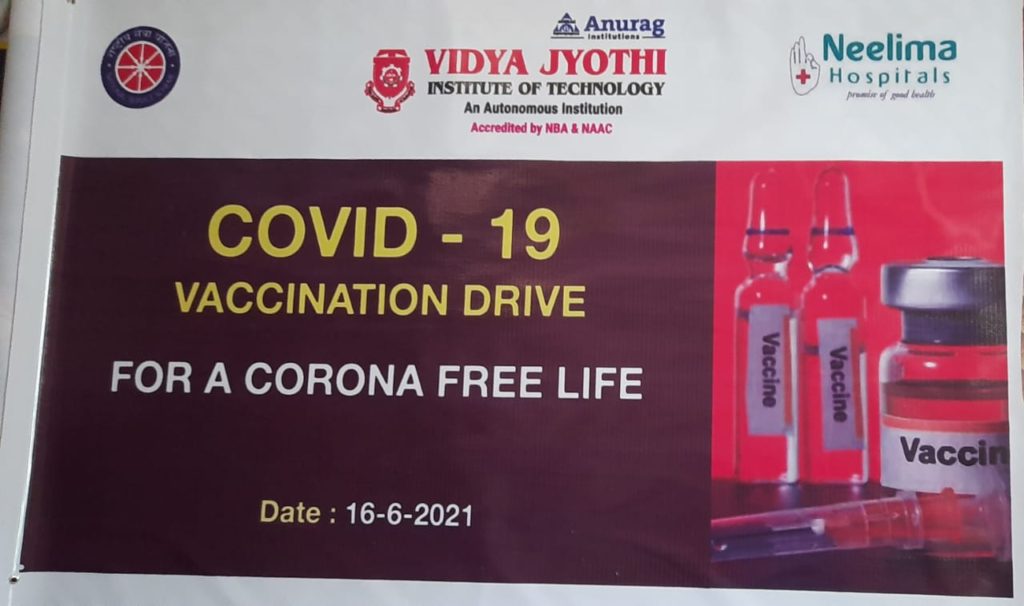 राष्ट्रीय सेवा योजना
Anurag
Institutions
VIDYA JYOTHI
INSTITUTE OF TECHNOLOGY
An Autonomous Institution
Accredited by NBA & NAAC
Neelima
Hospitals
promise of good health
COVID - 19
VACCINATION DRIVE
FOR A CORONA FREE LIFE
Date : 16-6-2021
Vaccine
Vaccine
Vaccin